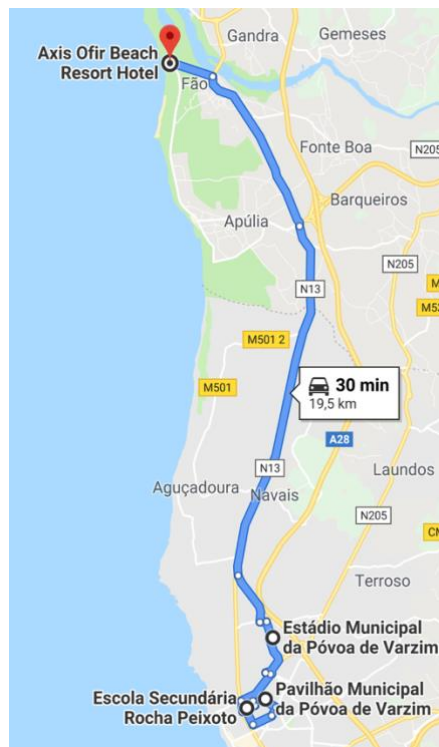 Gandra
Gemeses
Axis Ofir Beach
Resort Hotel
Fão
Fonte Boa
N205
Barqueiros
Apúlia
N205
M
N13
M53
M501 2
30 min
19,5 km
M501
A28
N13
Laundos
Aguçadoura
Navais
N205
CM
Terroso
Estádio Municipal
da Póvoa de Varzim
Escola Secundária
Rocha Peixoto
Pavilhão Municipal
da Póvoa de Varzim